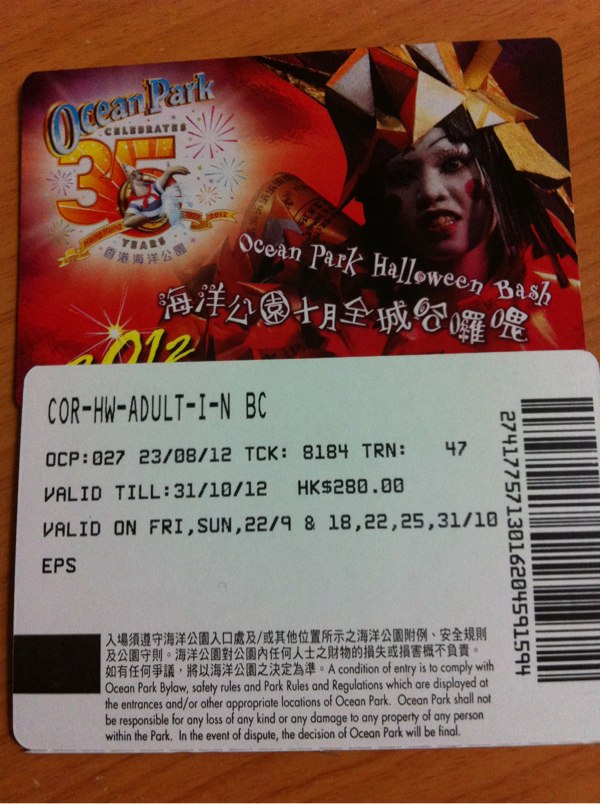 Ocean Park
CELEBRATES
35
YEARS
香港海洋公園
Ocean Park Halloween Bash
海洋公園十月全城哈囉喂
2012
COR-HW-ADULT-I-N BC
OCP:027 23/08/12 TCK: 8184 TRN: 47
VALID TILL:31/10/12 HK$280.00
VALID ON FRI,SUN,22/9 & 18,22,25,31/10
EPS
2741775713016204591594
入場須遵守海洋公園入口處及/或其他位置所示之海洋公園附例、安全規則
及公園守則。海洋公園對公園內任何人士之財物的損失或損害概不負責。
如有任何爭議，將以海洋公園之決定為準。A condition of entry is to comply with
Ocean Park Bylaw, safety rules and Park Rules and Regulations which are displayed at
the entrances and/or other appropriate locations of Ocean Park. Ocean Park shall not
be responsible for any loss of any kind or any damage to any property of any person
within the Park. In the event of dispute, the decision of Ocean Park will be final.